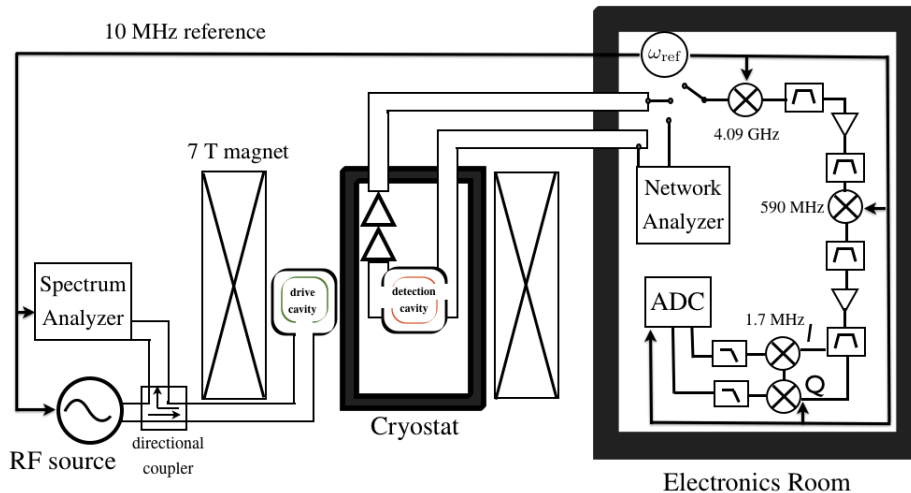 10 MHz reference
ω_ref
4.09 GHz
7 T magnet
Network
Analyzer
590 MHz
Spectrum
Analyzer
drive
cavity
detection
cavity
ADC
1.7 MHz
I
Q
Cryostat
directional
coupler
RF source
Electronics Room